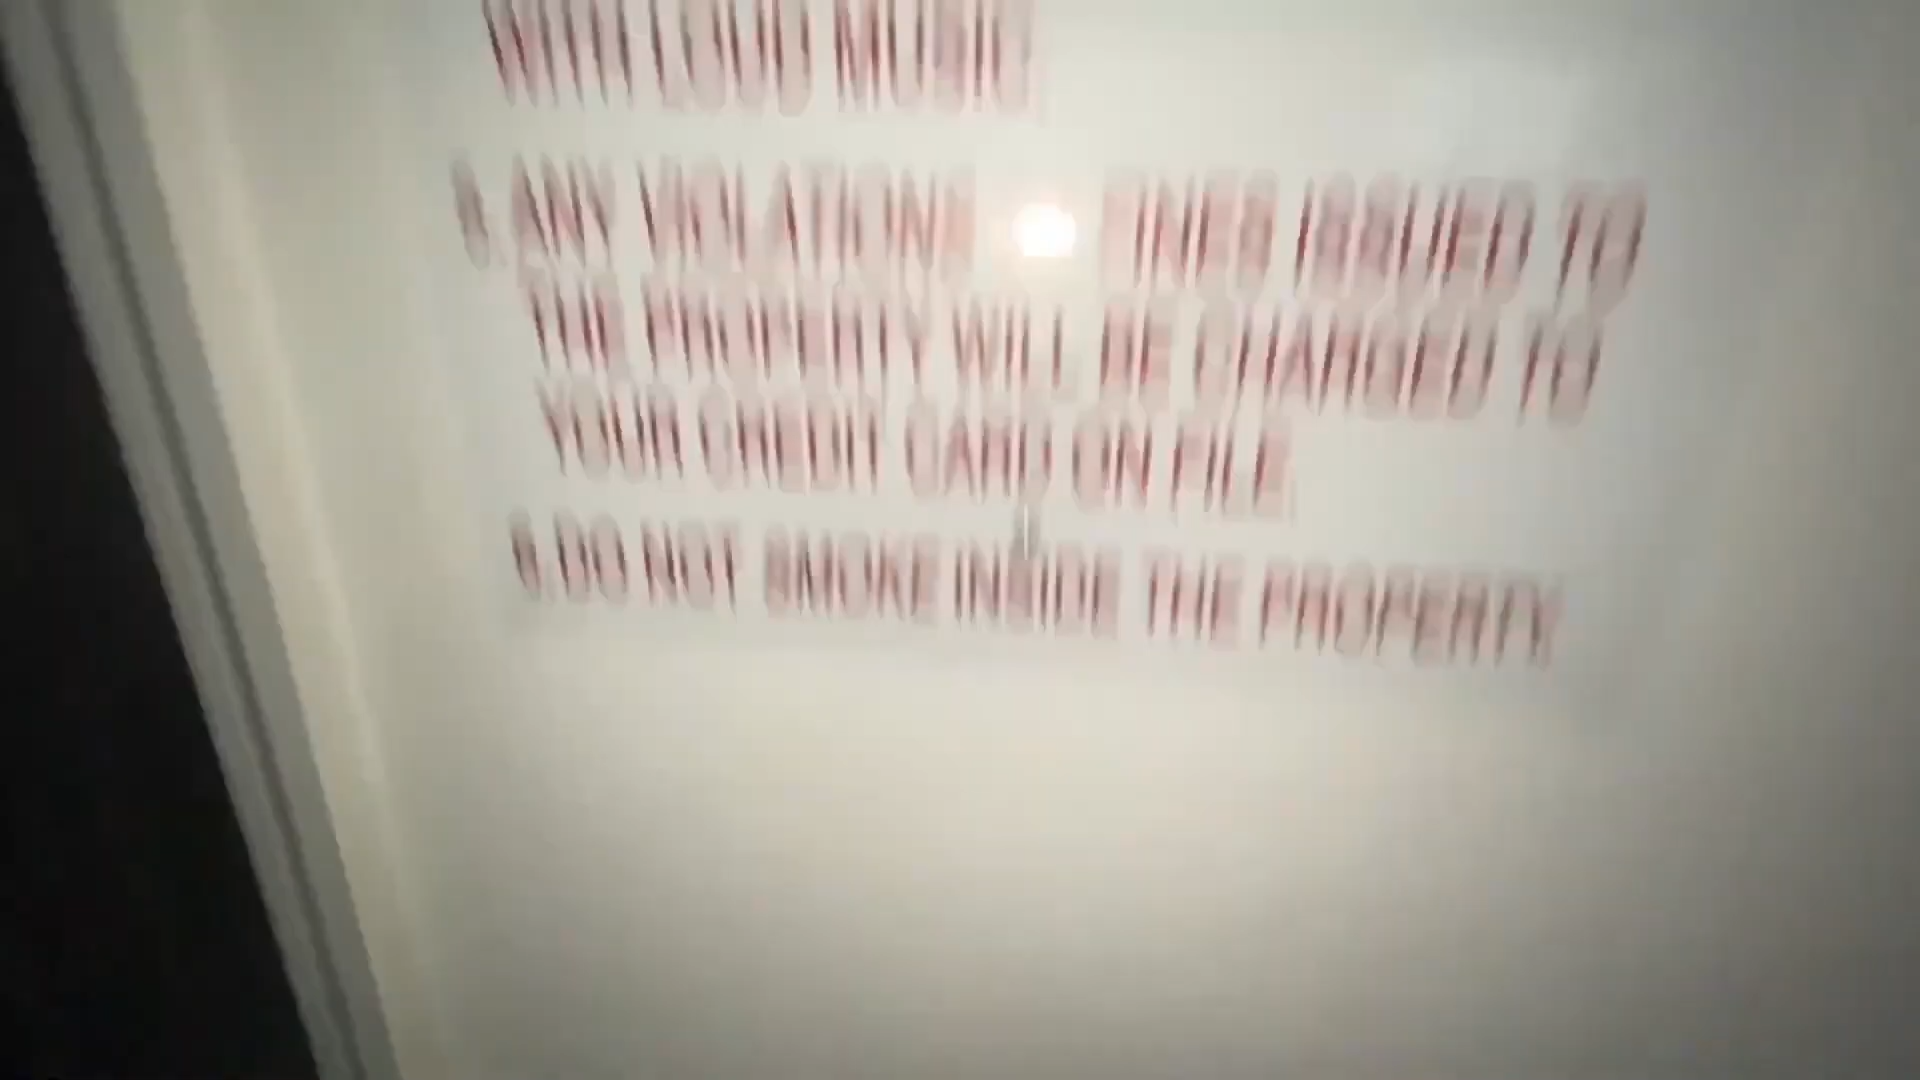 WITH LOUD MUSIC
ANY VIOLATIONS FINES ISSUED TO
THE PROPERTY WILL BE CHARGED TO
YOUR CREDIT CARD ON FILE
DO NOT SMOKE INSIDE THE PROPERTY